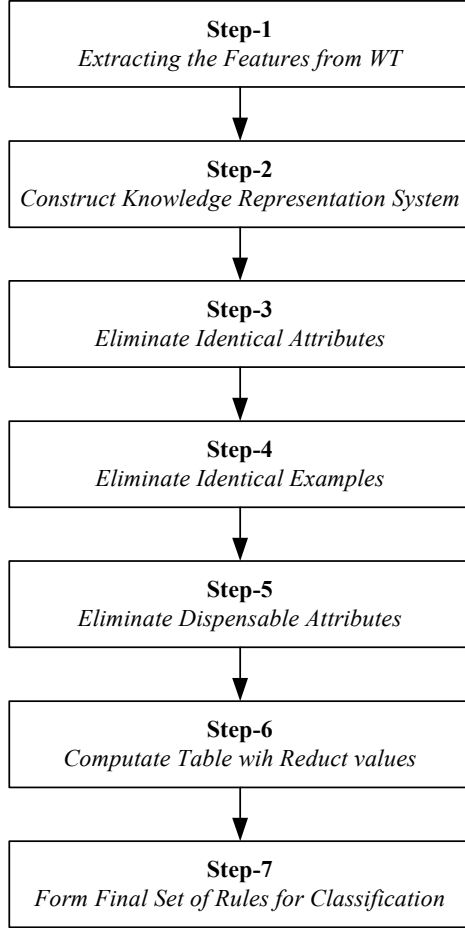 Step-1
Extracting the Features from WT
Step-2
Construct Knowledge Representation System
Step-3
Eliminate Identical Attributes
Step-4
Eliminate Identical Examples
Step-5
Eliminate Dispensable Attributes
Step-6
Computate Table wih Reduct values
Step-7
Form Final Set of Rules for Classification